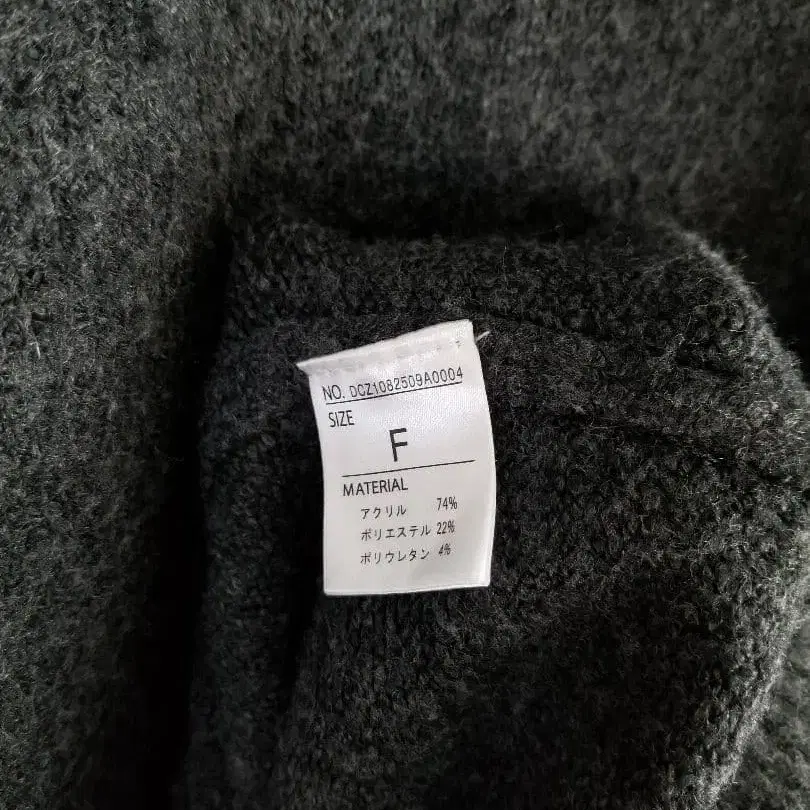 NO. DCZ1082509A0004
SIZE
F
MATERIAL
アクリル 74%
ポリエステル 22%
ポリウレタン 4%